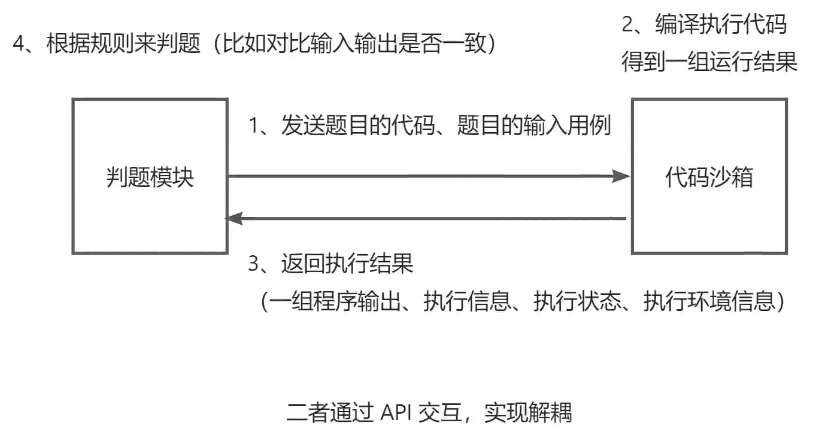 4、根据规则来判题（比如对比输入输出是否一致）
2、编译执行代码
得到一组运行结果
1、发送题目的代码、题目的输入用例
判题模块
代码沙箱
3、返回执行结果
（一组程序输出、执行信息、执行状态、执行环境信息）
二者通过 API 交互，实现解耦